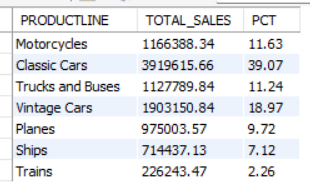 PRODUCTLINE TOTAL_SALES PCT
Motorcycles 1166388.34 11.63
Classic Cars 3919615.66 39.07
Trucks and Buses 1127789.84 11.24
Vintage Cars 1903150.84 18.97
Planes 975003.57 9.72
Ships 714437.13 7.12
Trains 226243.47 2.26